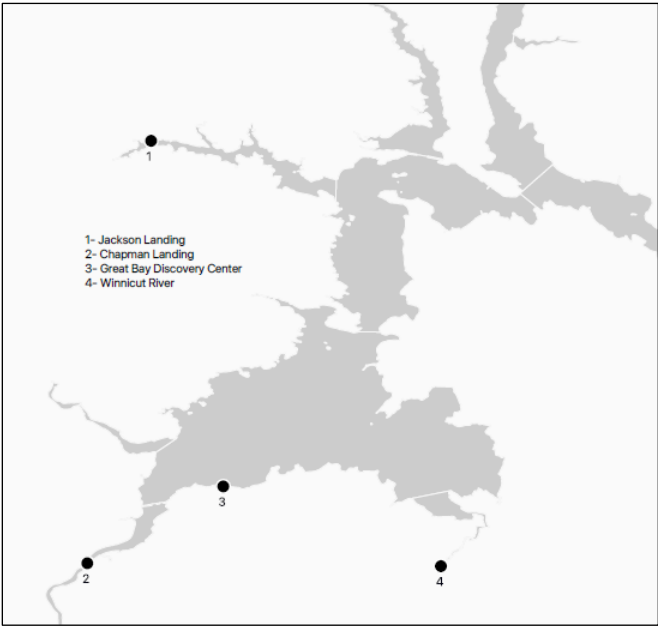 1
1- Jackson Landing
2- Chapman Landing
3- Great Bay Discovery Center
4- Winnicut River
3
2
4